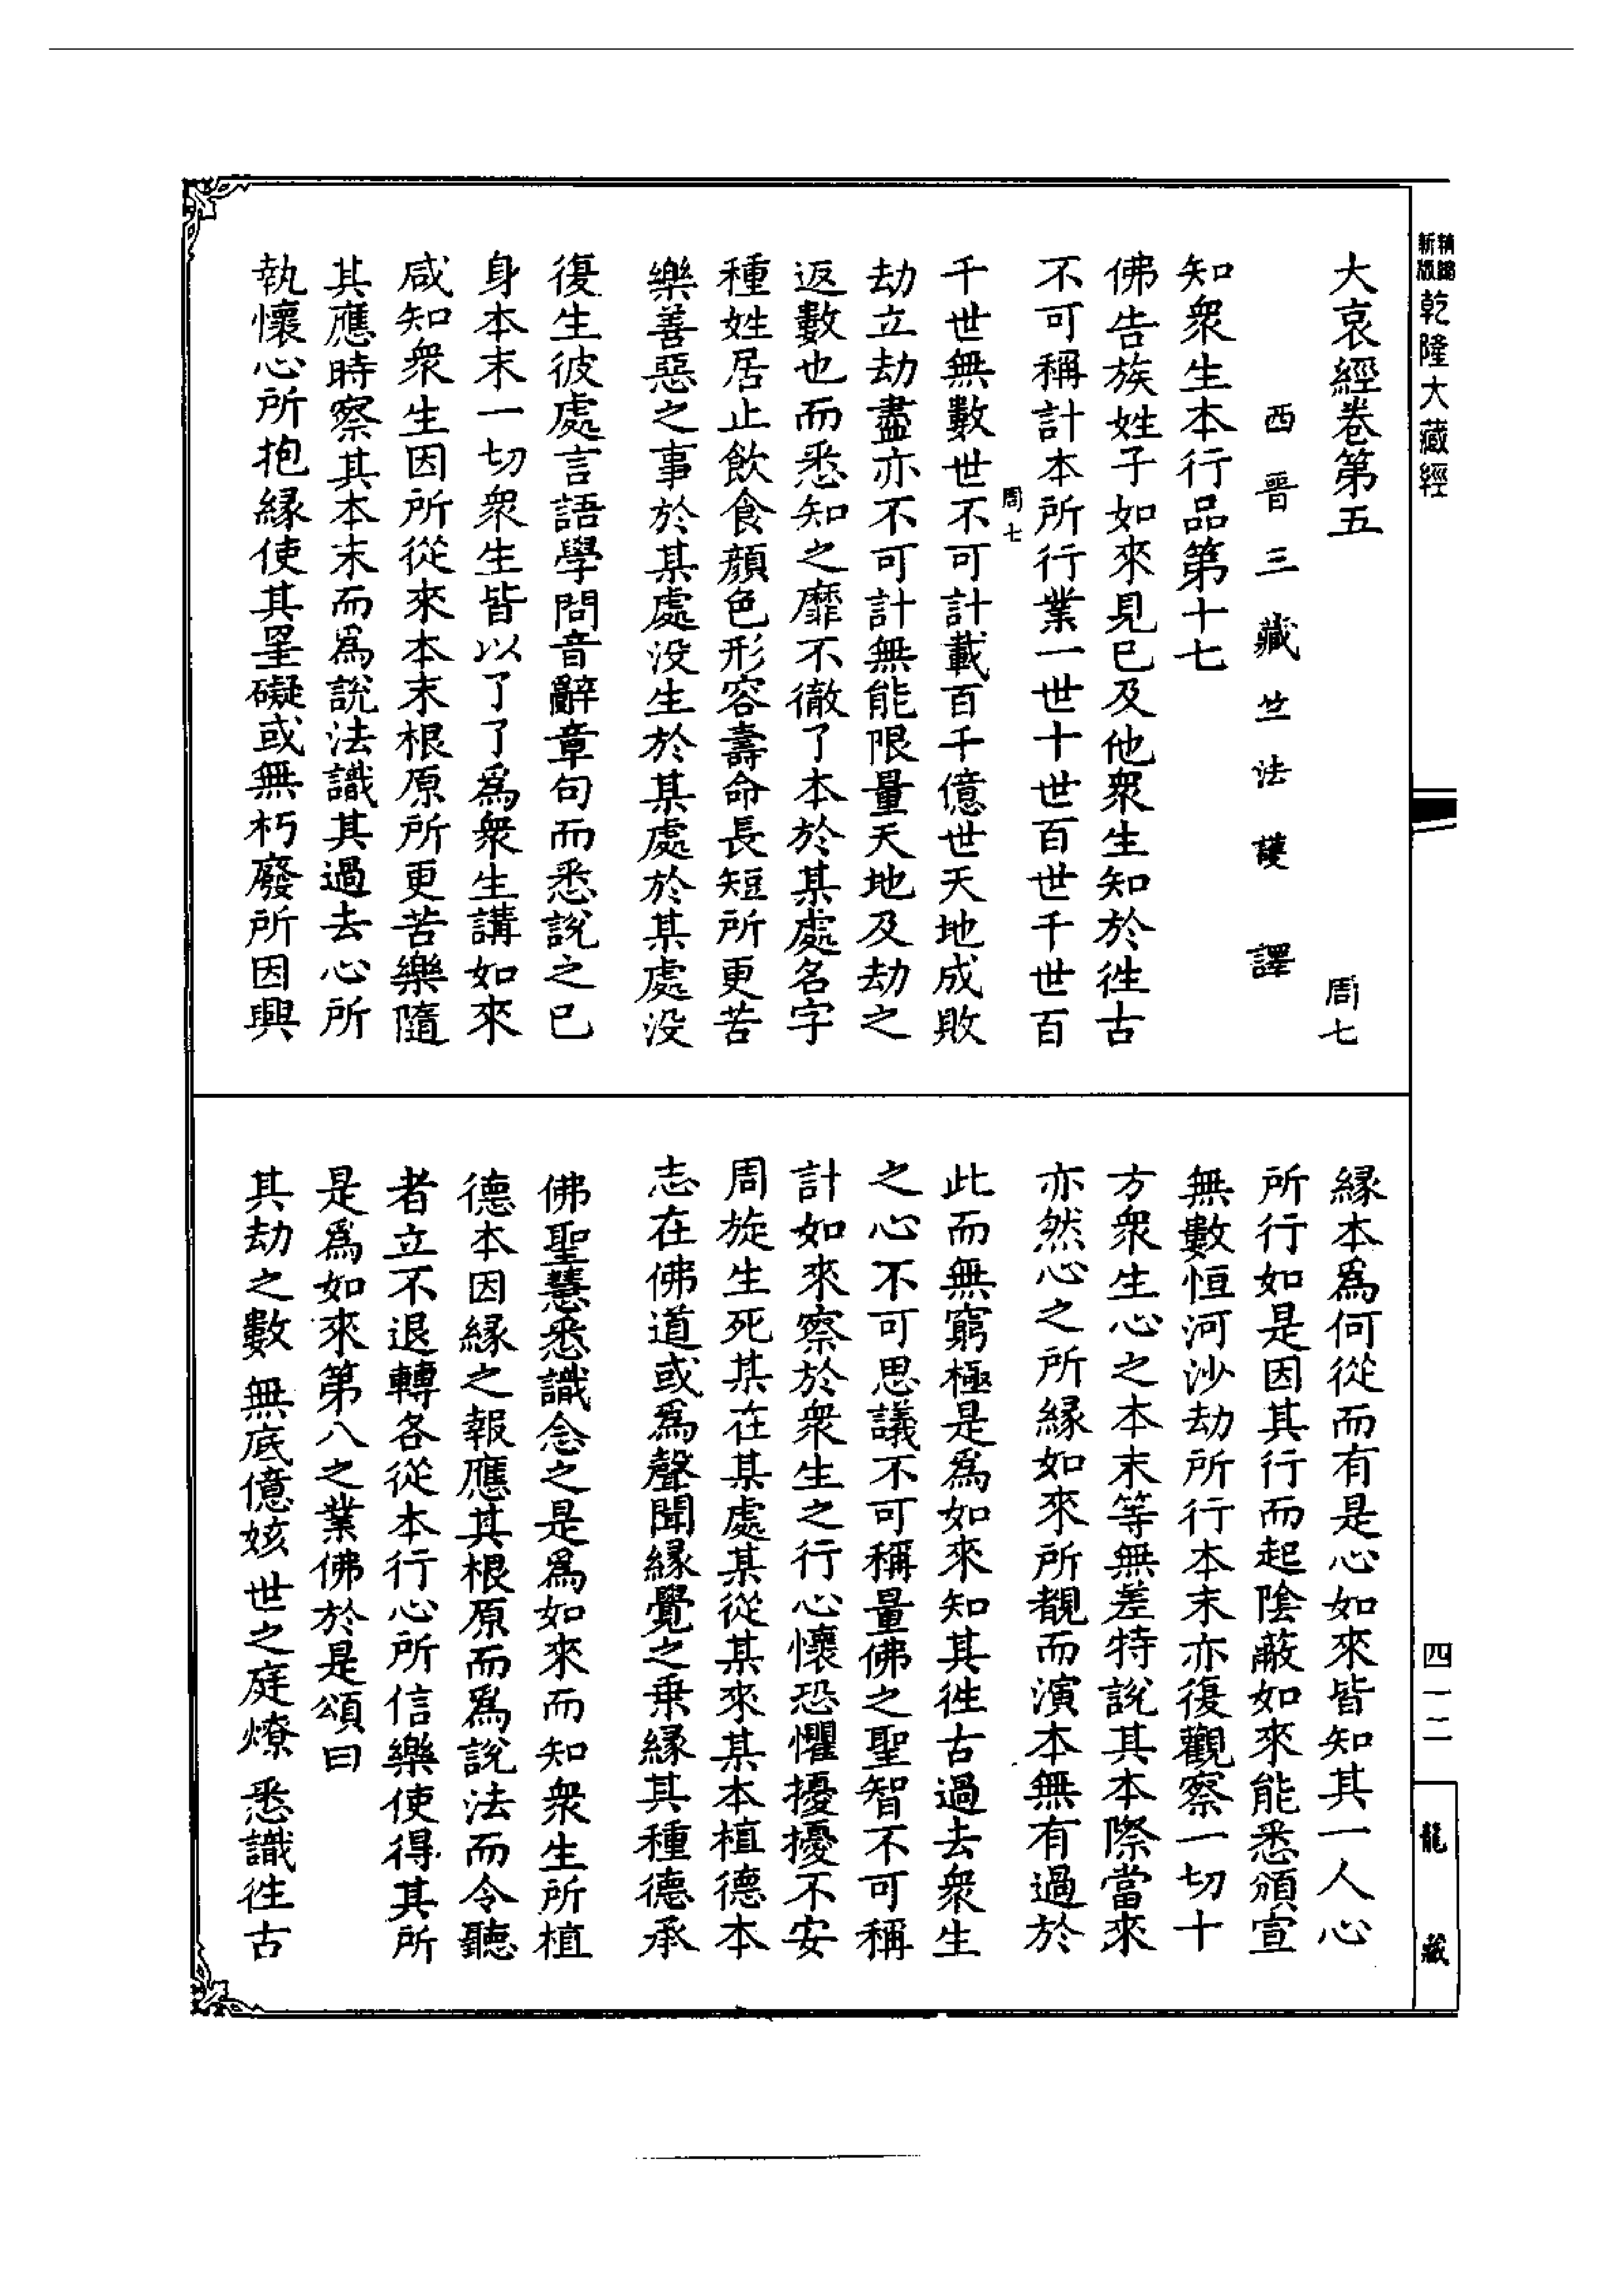 新版精編乾隆大藏經
大哀經卷第五 周七
西晋三藏竺法護譯
知衆生本行品第十七
佛告族姓子如來見已及他衆生知於徃古
不可稱計本所行業一世十世百世千世百
周七
千世無數世不可計載百千億世天地成敗
劫立劫盡亦不可計無能限量天地及劫之
返數也而悉知之靡不徹了本於某處名字
種姓居止飲食顔色形容壽命長短所更苦
樂善惡之事於某處没生於某處於某處没
復生彼處言語學問音辭章句而悉說之已
身本末一切衆生皆以了了爲衆生講如來
咸知衆生因所從來本末根原所更苦樂隨
其應時察其本末而爲說法識其過去心所
執懷心所抱緣使其罣礙或無朽廢所因興
緣本爲何從而有是心如來皆知其一人心
所行如是因其行而起陰蔽如來能悉頒宣
無數恒河沙劫所行本末亦復觀察一切十
方衆生心之本末等無差特說其本際當來
亦然心之所緣如來所覩而演本無有過於
此而無窮極是爲如來知其徃古過去衆生
之心不可思議不可稱量佛之聖智不可稱
計如來察於衆生之行心懷恐懼擾擾不安
周旋生死某在某處某從某來某本植德本
志在佛道或爲聲聞緣覺之乗緣其種德承
佛聖慧悉識念之是爲如來而知衆生所植
德本因緣之報應其根原而爲說法而令聽
者立不退轉各從本行心所信樂使得其所
是爲如來第八之業佛於是頌曰
其劫之數 無底億姟 世之庭燎 悉識徃古
四一二
龍藏